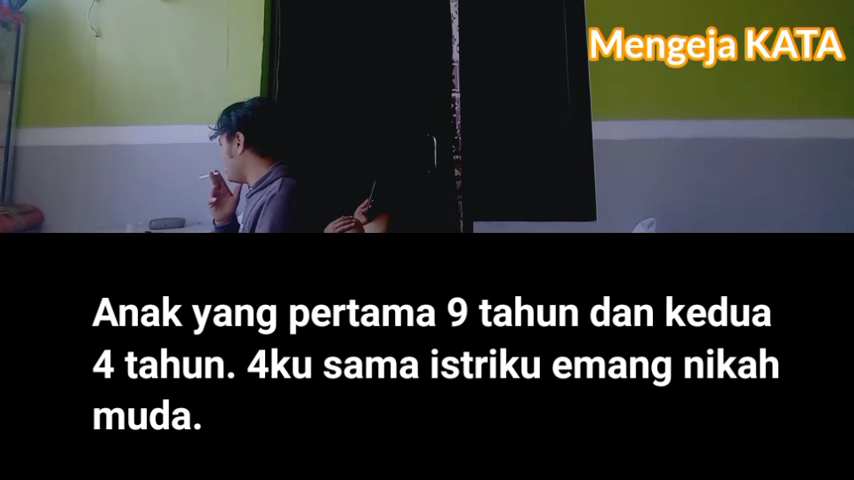 Mengeja KATA
Anak yang pertama 9 tahun dan kedua
4 tahun. 4ku sama istriku emang nikah
muda.